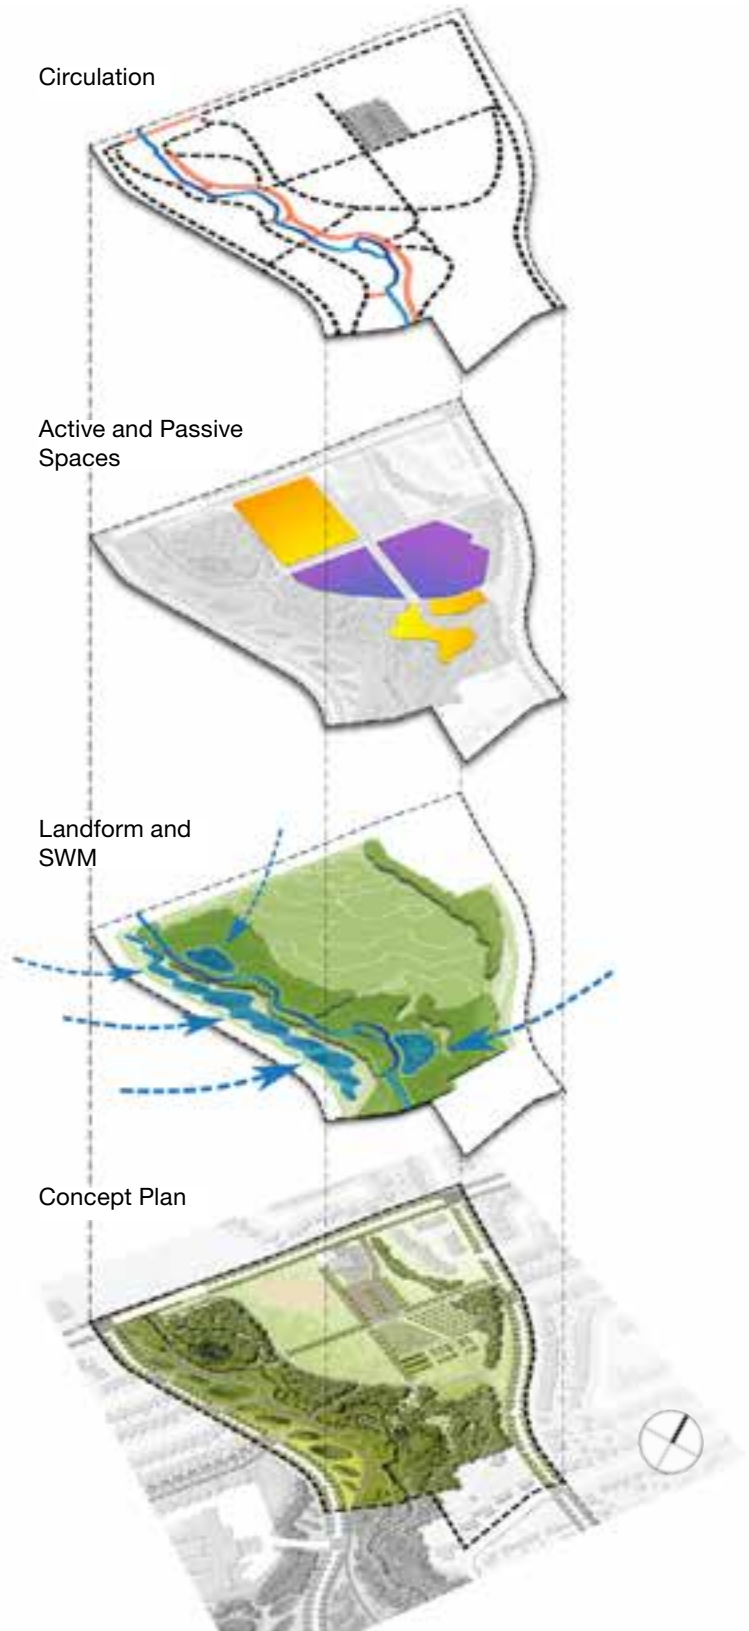 Circulation
Active and Passive
Spaces
Landform and
SWM
Concept Plan